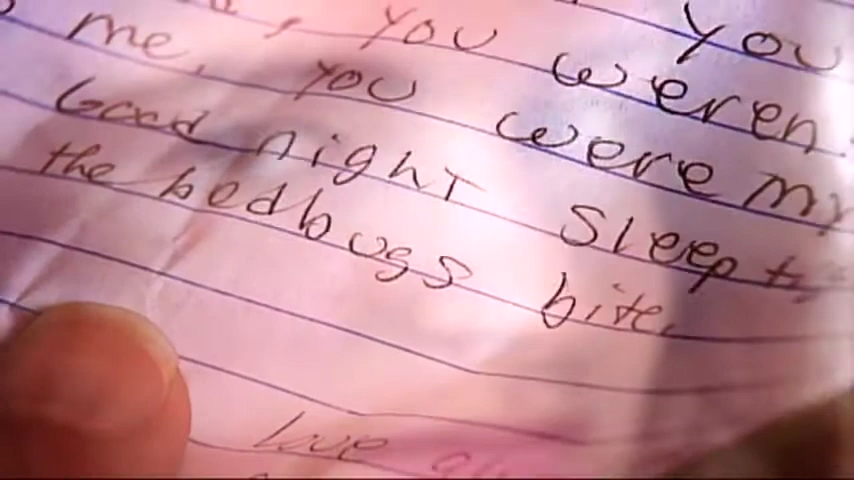 you
you weren
me, you were my
Good night sleep
the bedbugs bite.
love